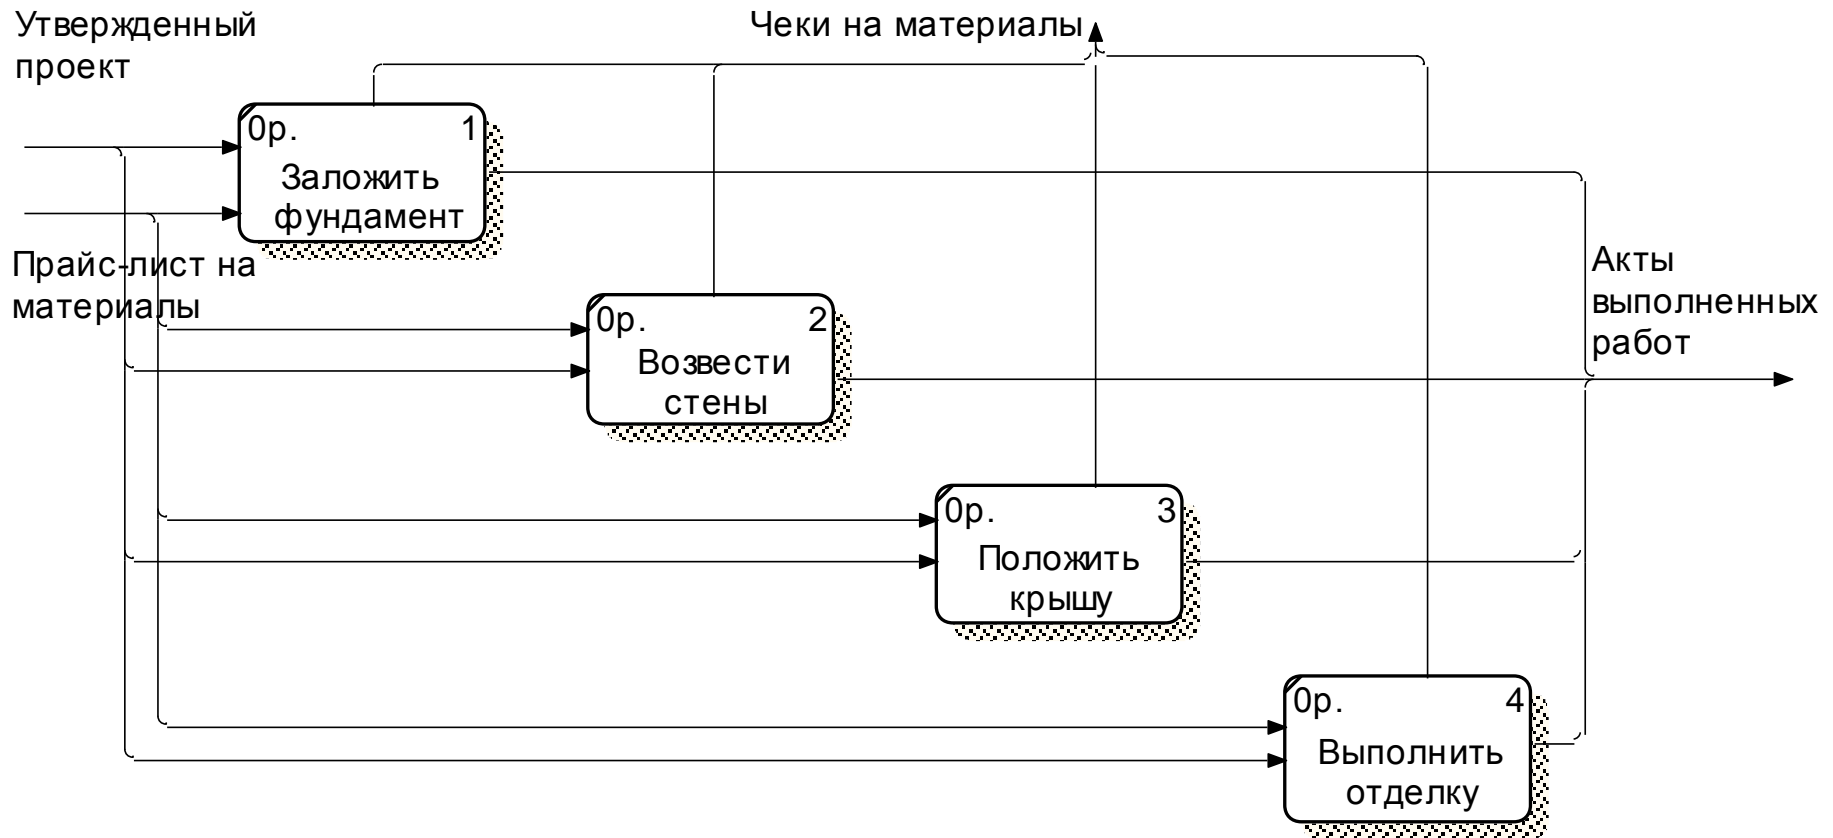 Утвержденный
проект
Чеки на материалы
0р. 1
Заложить
фундамент
Прайс-лист на
материалы
Акты
выполненных
работ
0р. 2
Возвести
стены
0р. 3
Положить
крышу
0р. 4
Выполнить
отделку